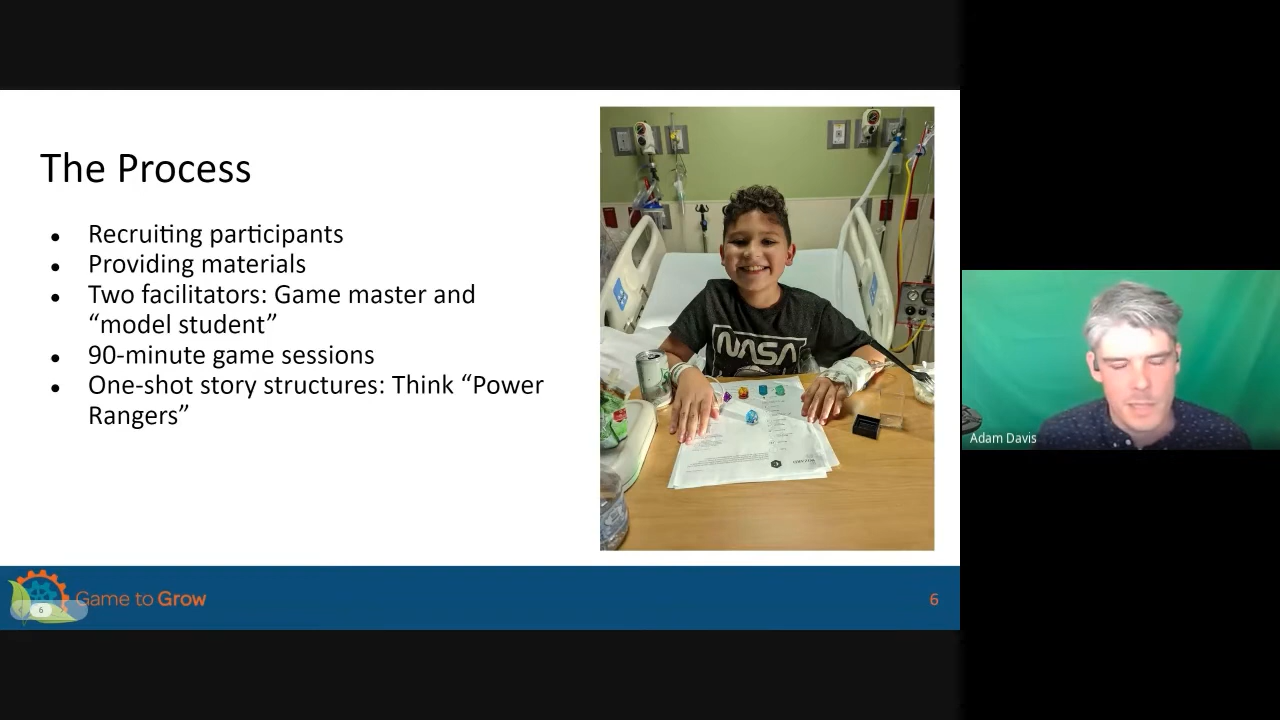 The Process
Recruiting participants
Providing materials
Two facilitators: Game master and
“model student”
90-minute game sessions
One-shot story structures: Think “Power
Rangers”
NASA
Adam Davis
6
Game to Grow
6